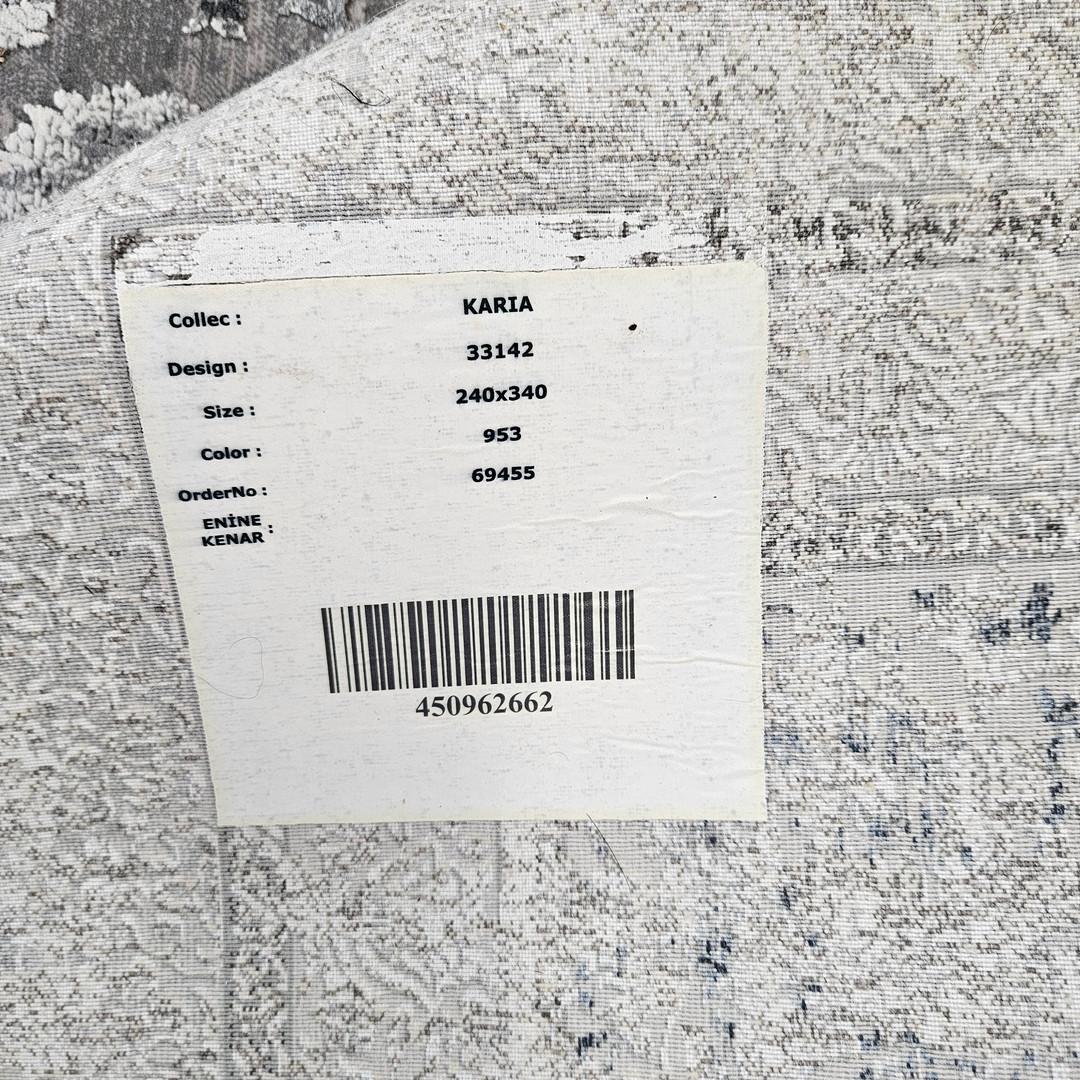 Collec : KARIA
Design : 33142
Size : 240x340
Color : 953
OrderNo : 69455
ENİNE
KENAR :
450962662